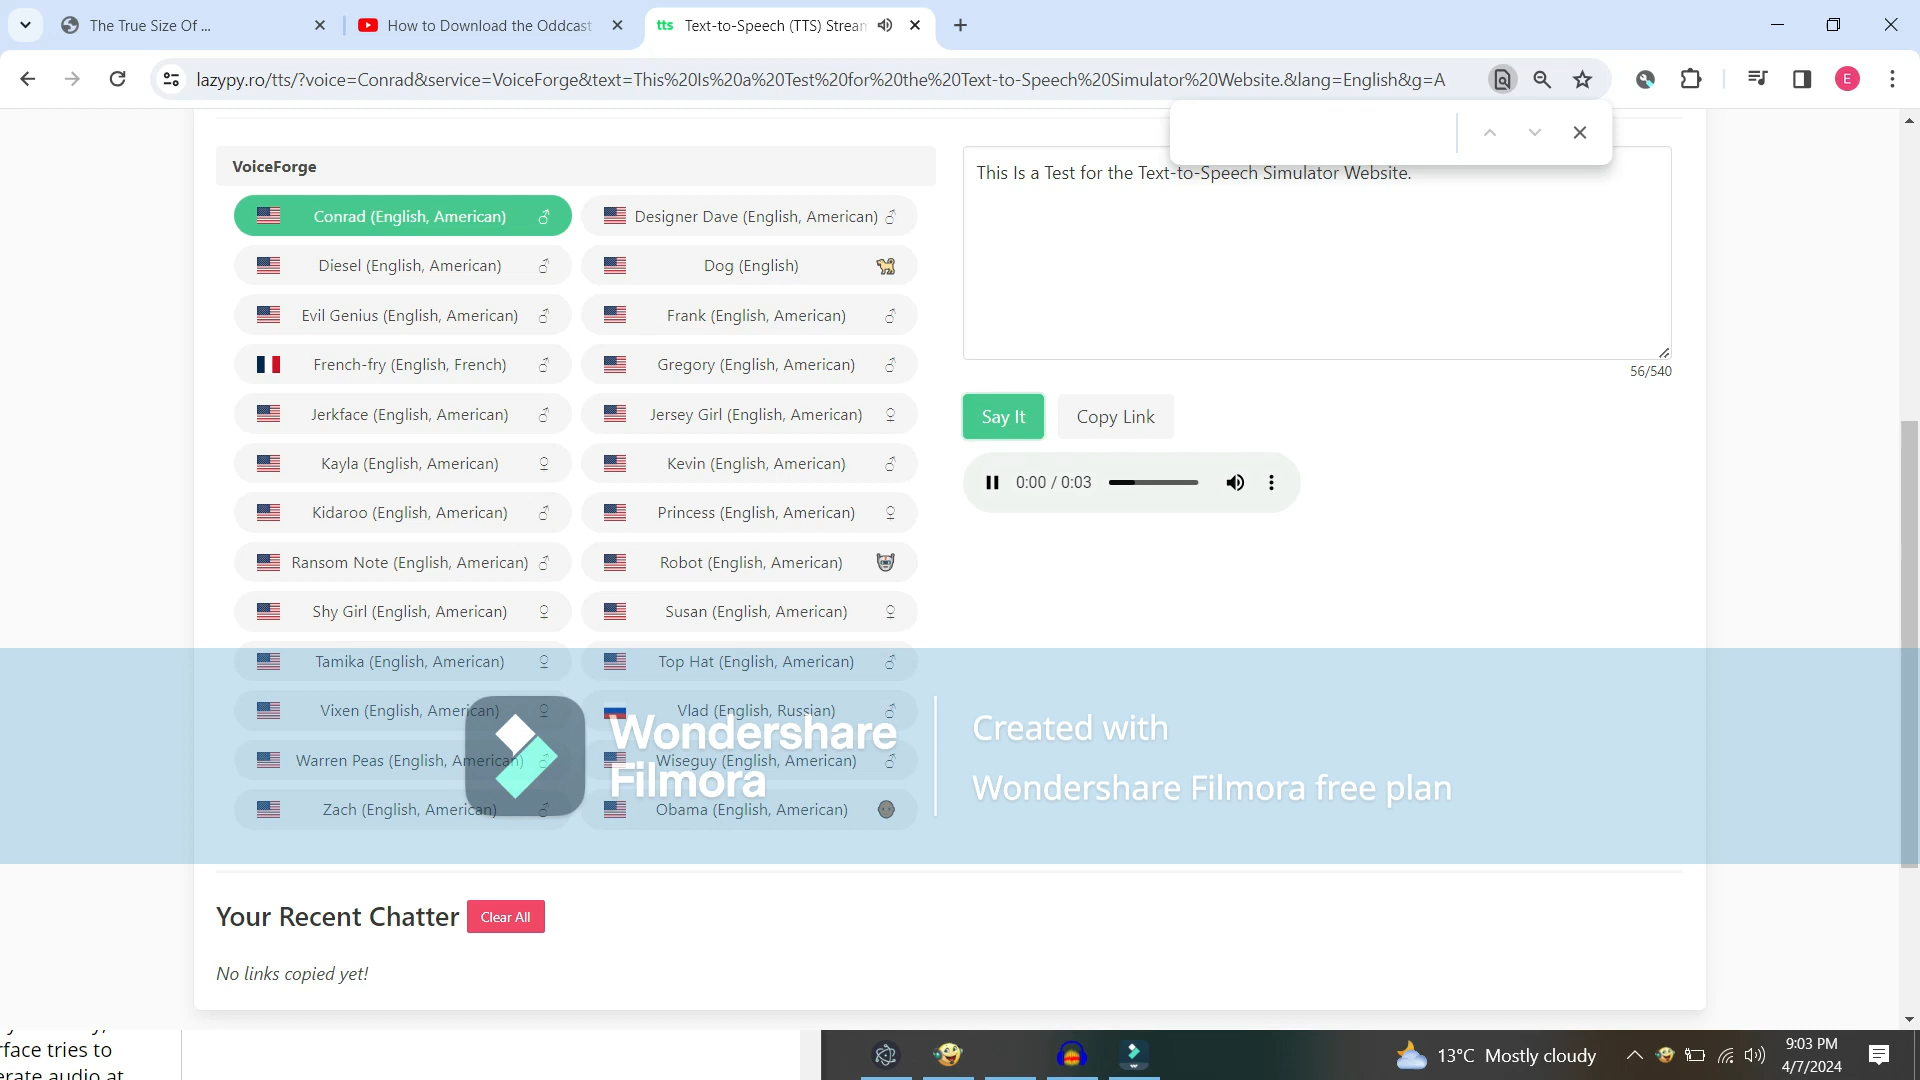 The True Size Of ...
How to Download the Oddcast
tts Text-to-Speech (TTS) Stream
lazypy.ro/tts/?voice=Conrad&service=VoiceForge&text=This%20Is%20a%20Test%20for%20the%20Text-to-Speech%20Simulator%20Website.&lang=English&g=A
E
VoiceForge
Conrad (English, American) ♂
Designer Dave (English, American) ♂
Diesel (English, American) ♂
Dog (English)
Evil Genius (English, American) ♂
Frank (English, American) ♂
French-fry (English, French) ♂
Gregory (English, American) ♂
Jerkface (English, American) ♂
Jersey Girl (English, American) ♀
Kayla (English, American) ♀
Kevin (English, American) ♂
Kidaroo (English, American) ♂
Princess (English, American) ♀
Ransom Note (English, American) ♂
Robot (English, American)
Shy Girl (English, American) ♀
Susan (English, American) ♀
Tamika (English, American) ♀
Top Hat (English, American) ♂
Vixen (English, American) ♀
Vlad (English, Russian) ♂
Warren Peas (English, American) ♂
Wiseguy (English, American) ♂
Zach (English, American) ♂
Obama (English, American)
This Is a Test for the Text-to-Speech Simulator Website.
56/540
Say It
Copy Link
0:00 / 0:03
Wondershare
Filmora
Created with
Wondershare Filmora free plan
Your Recent Chatter
Clear All
No links copied yet!
rface tries to
erate audio at
13°C Mostly cloudy
9:03 PM
4/7/2024